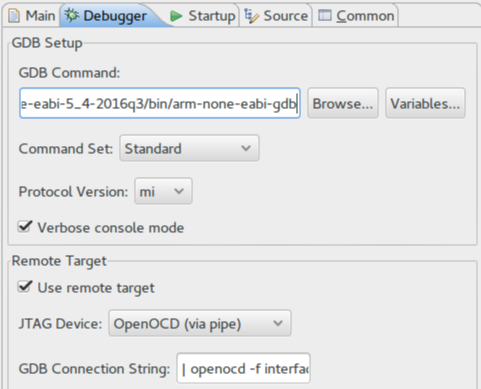 Main Debugger Startup Source Common
GDB Setup
GDB Command:
e-eabi-5_4-2016q3/bin/arm-none-eabi-gdb Browse... Variables...
Command Set: Standard
Protocol Version: mi
Verbose console mode
Remote Target
Use remote target
JTAG Device: OpenOCD (via pipe)
GDB Connection String: | openocd -f interfac